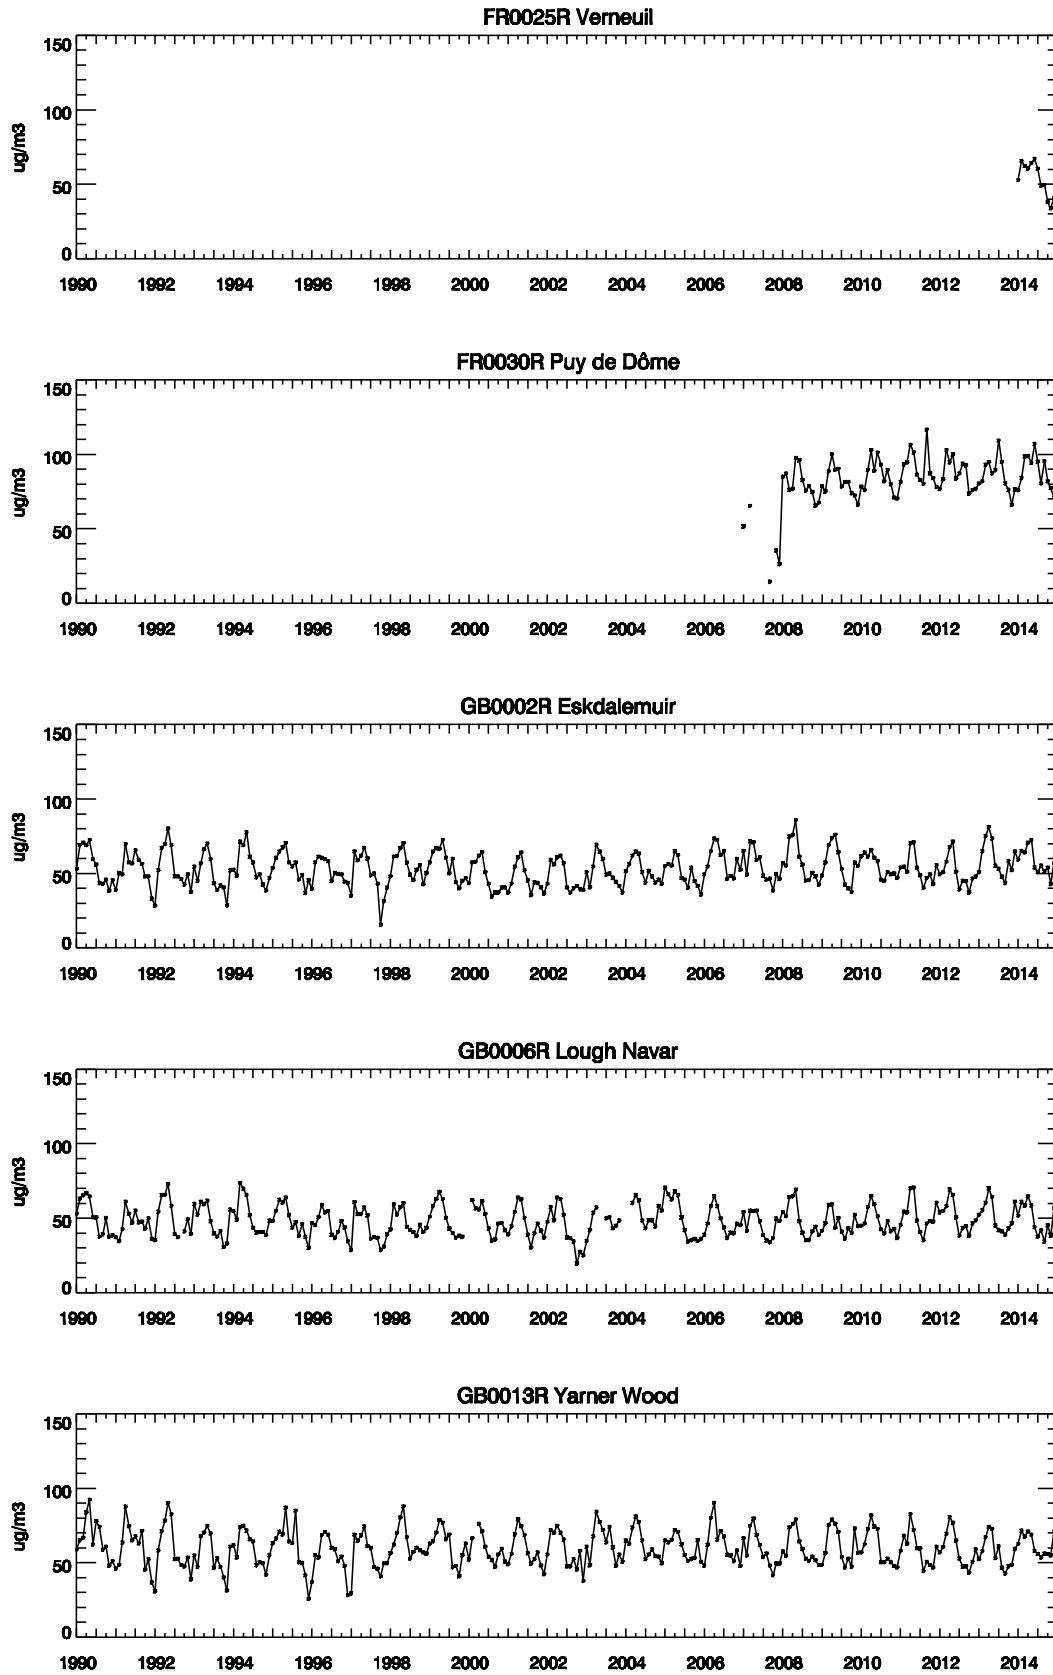 FR0025R Verneuil
150
100
50
0
ug/m3
1990 1992 1994 1996 1998 2000 2002 2004 2006 2008 2010 2012 2014
FR0030R Puy de Dôme
150
100
50
0
ug/m3
1990 1992 1994 1996 1998 2000 2002 2004 2006 2008 2010 2012 2014
GB0002R Eskdalemuir
150
100
50
0
ug/m3
1990 1992 1994 1996 1998 2000 2002 2004 2006 2008 2010 2012 2014
GB0006R Lough Navar
150
100
50
0
ug/m3
1990 1992 1994 1996 1998 2000 2002 2004 2006 2008 2010 2012 2014
GB0013R Yarner Wood
150
100
50
0
ug/m3
1990 1992 1994 1996 1998 2000 2002 2004 2006 2008 2010 2012 2014